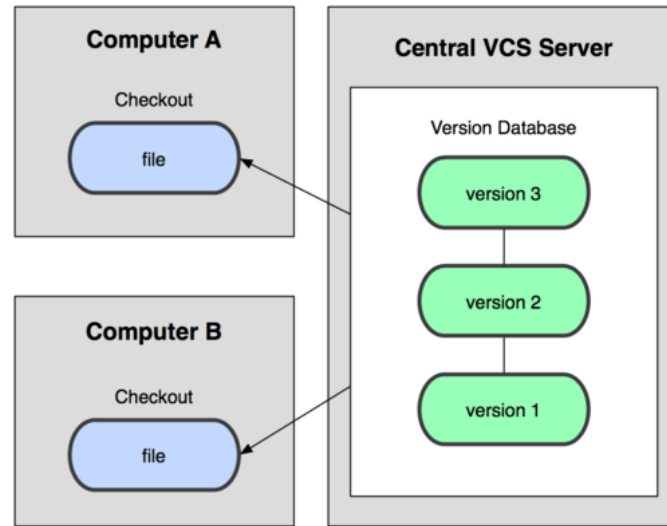 Computer A
Checkout
file
Computer B
Checkout
file
Central VCS Server
Version Database
version 3
version 2
version 1